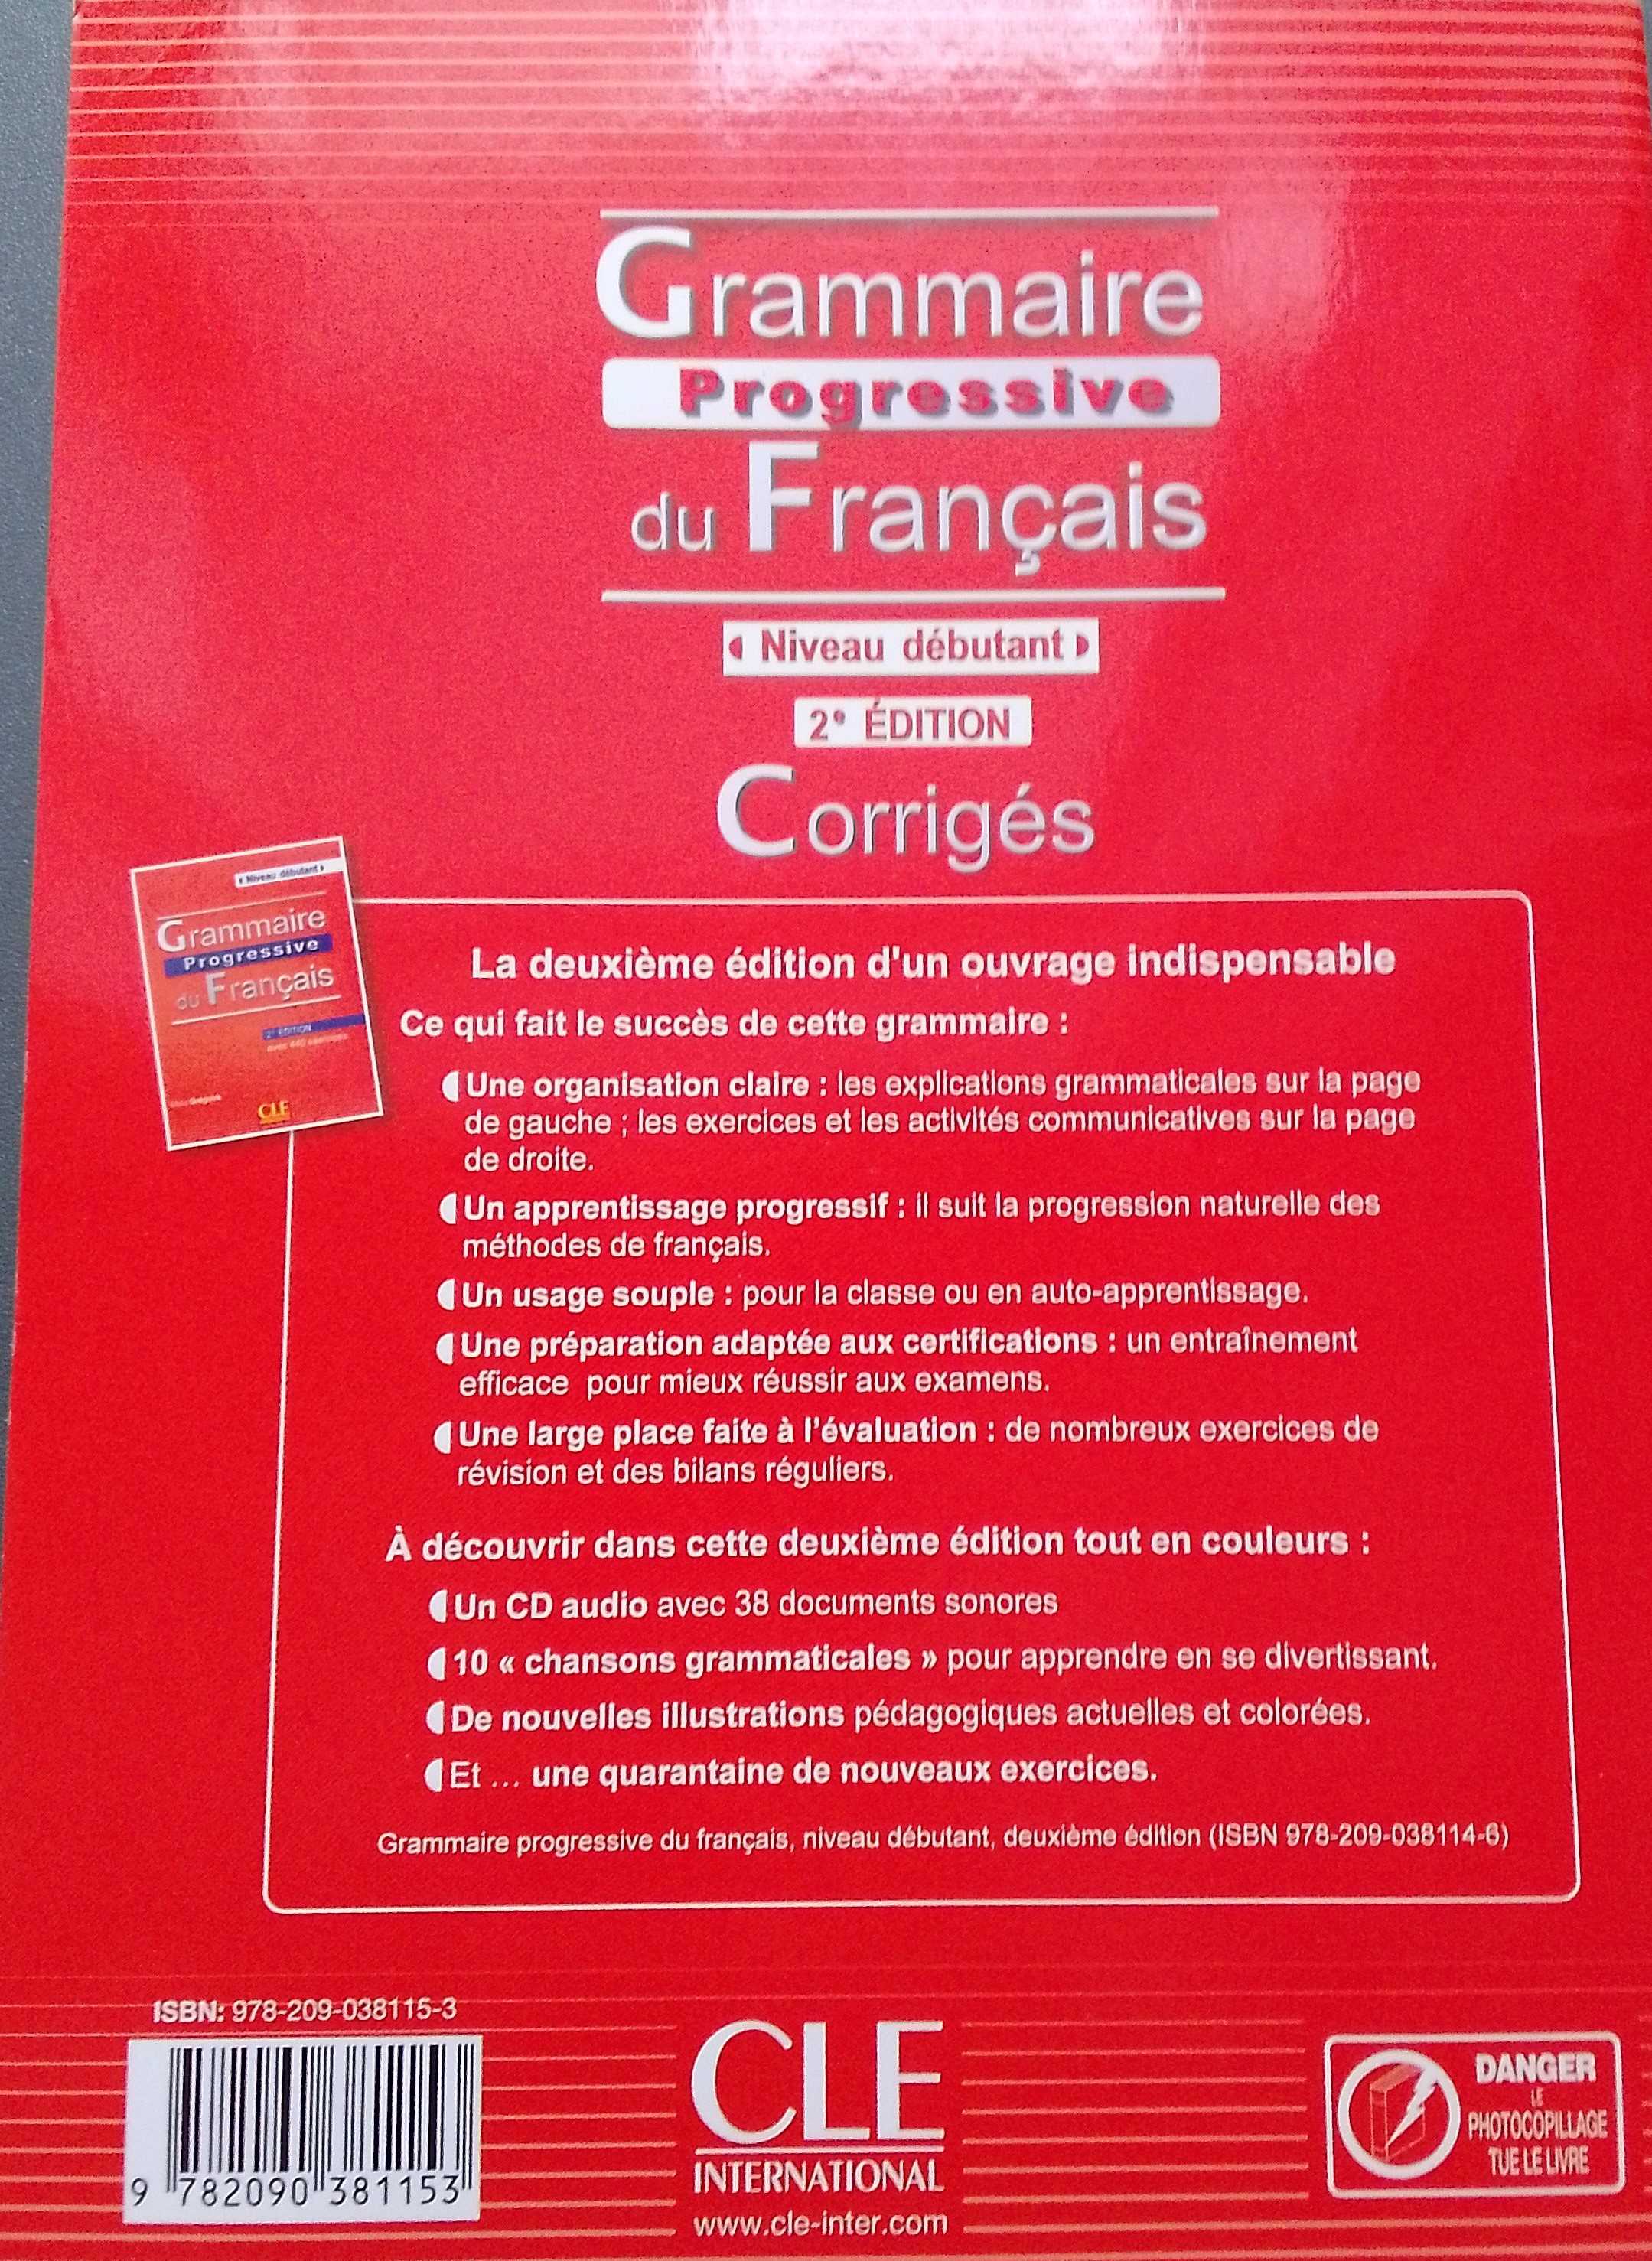 Grammaire
Progressive
du Français
Niveau débutant
2e ÉDITION
Corrigés
Niveau débutant
Grammaire
Progressive
du Français
2e ÉDITION
CLE
La deuxième édition d'un ouvrage indispensable
Ce qui fait le succès de cette grammaire :
Une organisation claire : les explications grammaticales sur la page
de gauche ; les exercices et les activités communicatives sur la page
de droite.
Un apprentissage progressif : il suit la progression naturelle des
méthodes de français.
Un usage souple : pour la classe ou en auto-apprentissage.
Une préparation adaptée aux certifications : un entraînement
efficace pour mieux réussir aux examens.
Une large place faite à l'évaluation : de nombreux exercices de
révision et des bilans réguliers.
À découvrir dans cette deuxième édition tout en couleurs :
Un CD audio avec 38 documents sonores
10 « chansons grammaticales » pour apprendre en se divertissant.
De nouvelles illustrations pédagogiques actuelles et colorées.
Et ... une quarantaine de nouveaux exercices.
Grammaire progressive du français, niveau débutant, deuxième édition (ISBN 978-209-038114-6)
ISBN: 978-209-038115-3
9 782090 381153
CLE
INTERNATIONAL
www.cle-inter.com
DANGER
LE
PHOTOCOPILLAGE
TUE LE LIVRE